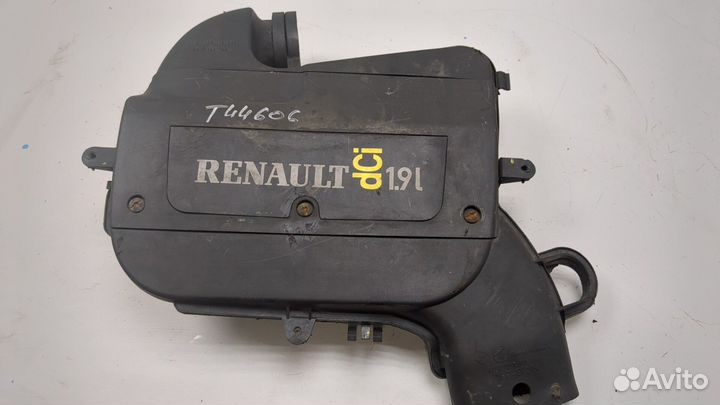 T44606
RENAULT dCi 1.9l
Avito